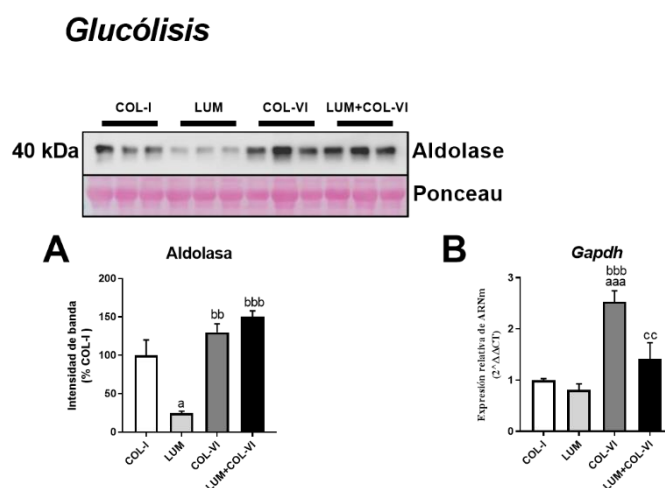 Glucólisis
COL-I LUM COL-VI LUM+COL-VI
40 kDa Aldolase
Ponceau
A
Aldolasa
Intensidad de banda
(% COL-I)
200
150
100
50
0
a
bb
bbb
COL-I LUM COL-VI LUM+COL-VI
B
Gapdh
Expresión relativa de ARNm
(2^ΔΔCT)
3
2
1
0
bbb
aaa
cc
COL-I LUM COL-VI LUM+COL-VI